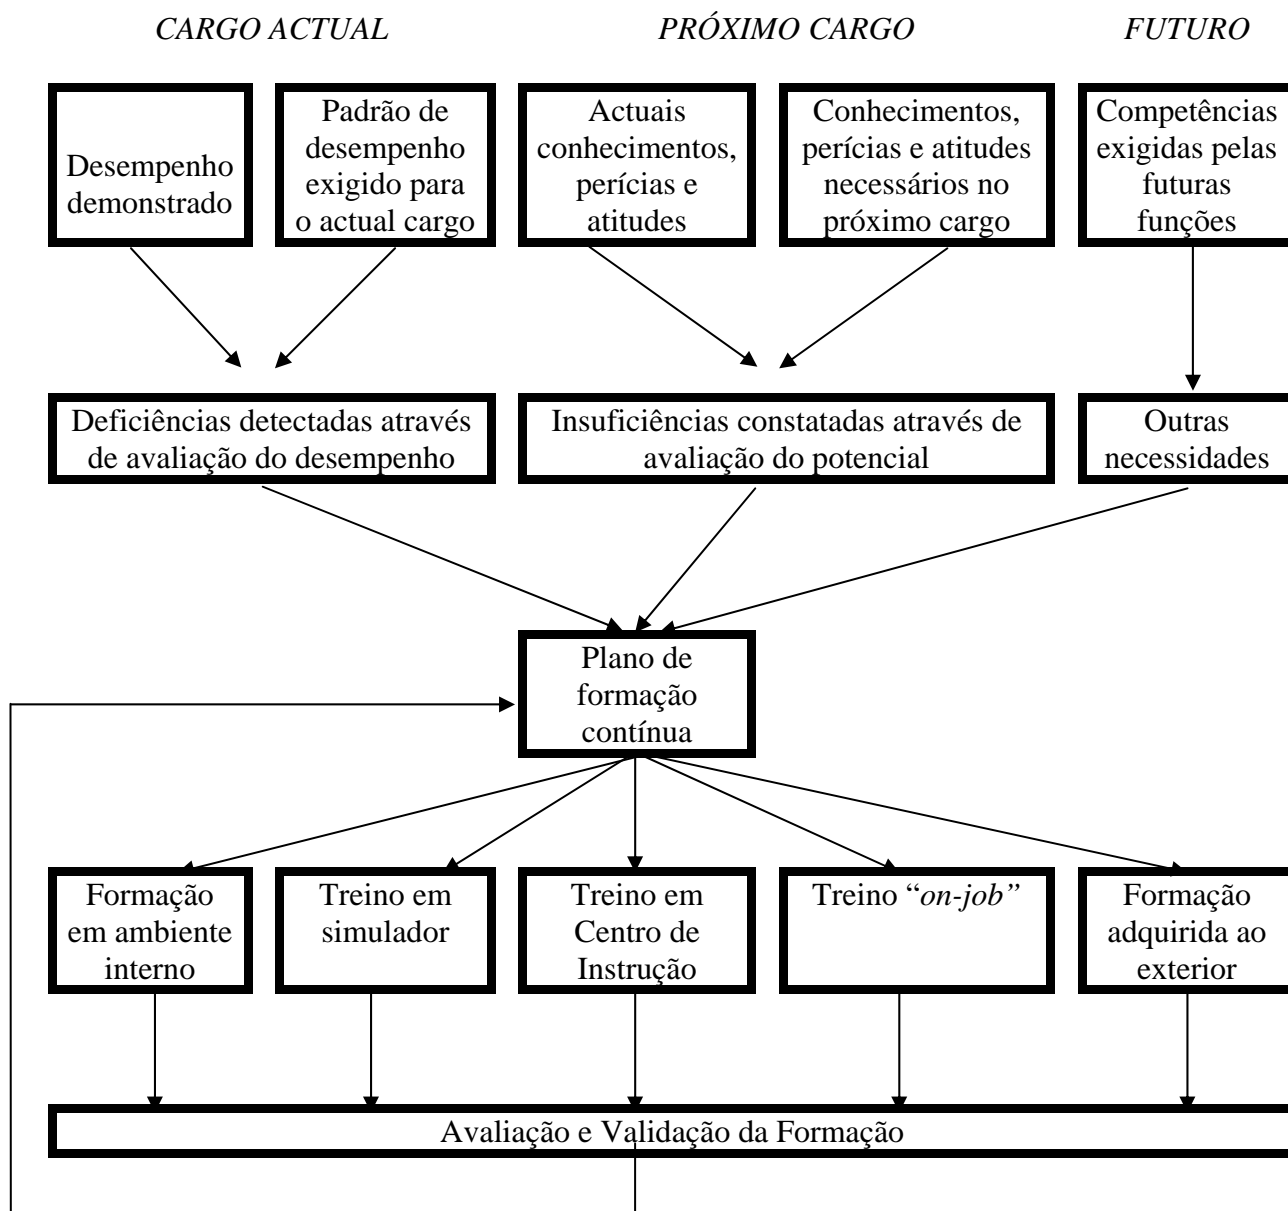 CARGO ACTUAL
PRÓXIMO CARGO
FUTURO
Desempenho
demonstrado
Padrão de
desempenho
exigido para
o actual cargo
Actuais
conhecimentos,
perícias e
atitudes
Conhecimentos,
perícias e atitudes
necessários no
próximo cargo
Competências
exigidas pelas
futuras
funções
Deficiências detectadas através
de avaliação do desempenho
Insuficiências constatadas através de
avaliação do potencial
Outras
necessidades
Plano de
formação
contínua
Formação
em ambiente
interno
Treino em
simulador
Treino em
Centro de
Instrução
Treino “on-job”
Formação
adquirida ao
exterior
Avaliação e Validação da Formação